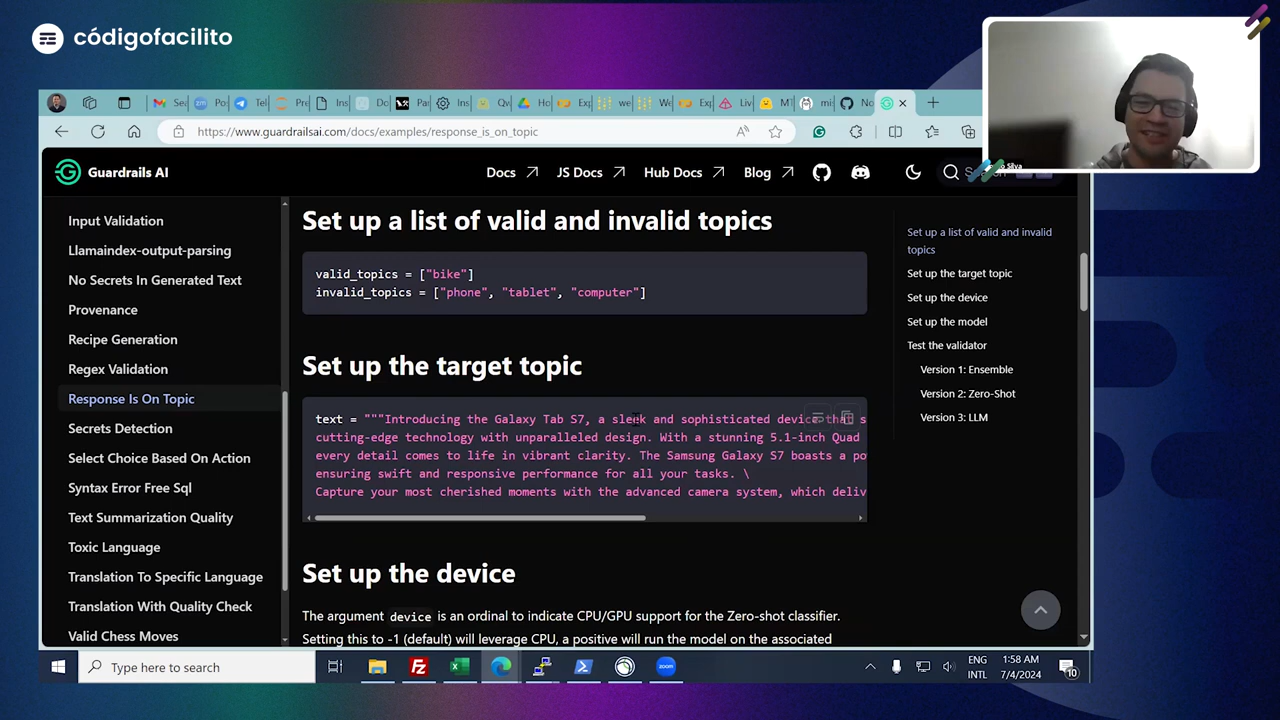 códigofacilito
https://www.guardrailsai.com/docs/examples/response_is_on_topic
Guardrails AI
Docs
JS Docs
Hub Docs
Blog
Input Validation
Llamaindex-output-parsing
No Secrets In Generated Text
Provenance
Recipe Generation
Regex Validation
Response Is On Topic
Secrets Detection
Select Choice Based On Action
Syntax Error Free Sql
Text Summarization Quality
Toxic Language
Translation To Specific Language
Translation With Quality Check
Valid Chess Moves
Set up a list of valid and invalid topics
valid_topics = ["bike"]
invalid_topics = ["phone", "tablet", "computer"]
Set up the target topic
text = """Introducing the Galaxy Tab S7, a sleek and sophisticated device that s
cutting-edge technology with unparalleled design. With a stunning 5.1-inch Quad
every detail comes to life in vibrant clarity. The Samsung Galaxy S7 boasts a po
ensuring swift and responsive performance for all your tasks. \
Capture your most cherished moments with the advanced camera system, which deliv
Set up the device
The argument device is an ordinal to indicate CPU/GPU support for the Zero-shot classifier.
Setting this to -1 (default) will leverage CPU, a positive will run the model on the associated
Set up a list of valid and invalid
topics
Set up the target topic
Set up the device
Set up the model
Test the validator
Version 1: Ensemble
Version 2: Zero-Shot
Version 3: LLM
Type here to search
ENG
INTL
1:58 AM
7/4/2024
10
zoom